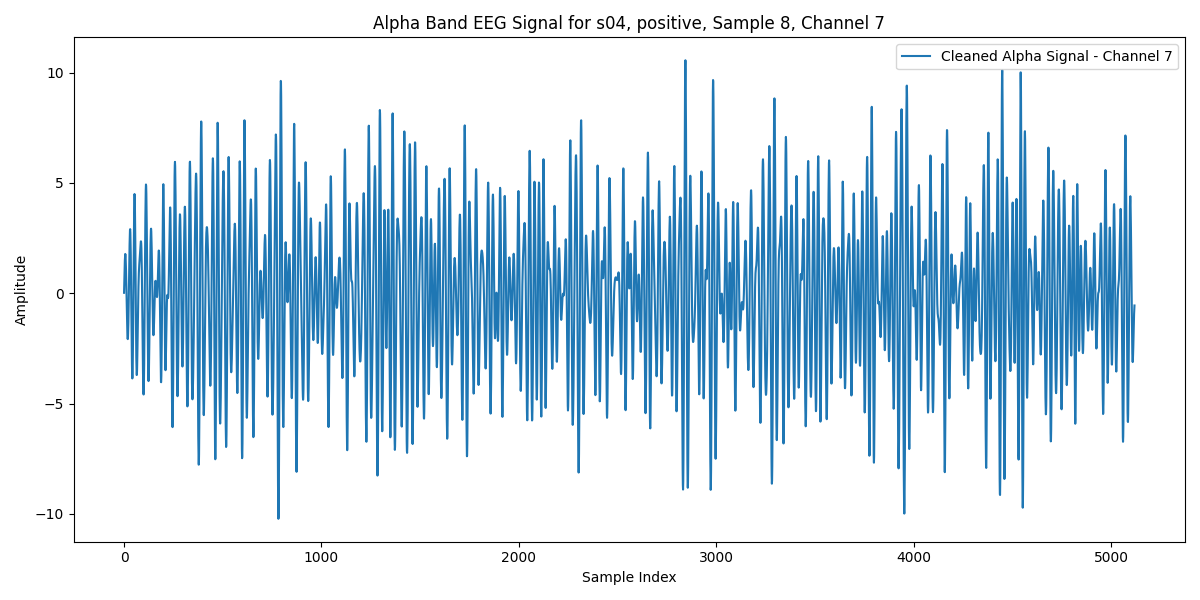 Alpha Band EEG Signal for s04, positive, Sample 8, Channel 7
Cleaned Alpha Signal - Channel 7
10
5
0
−5
−10
Amplitude
0 1000 2000 3000 4000 5000
Sample Index